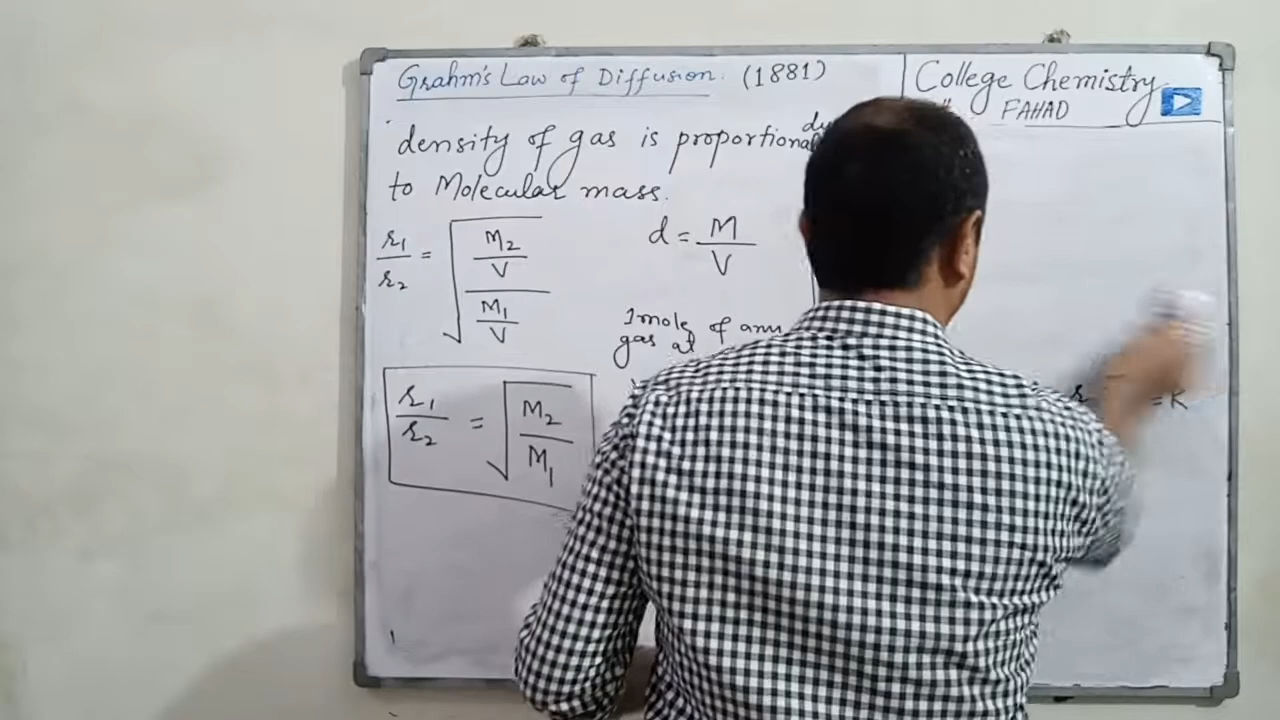 Grahm's Law of Diffusion. (1881)
College Chemistry
FAHAD
density of gas is proportional
to Molecular mass.
r₁/r₂ = √((M₂/V)/(M₁/V))
d = M/V
1 mole of any
gas at
r₁/r₂ = √(M₂/M₁)
= K